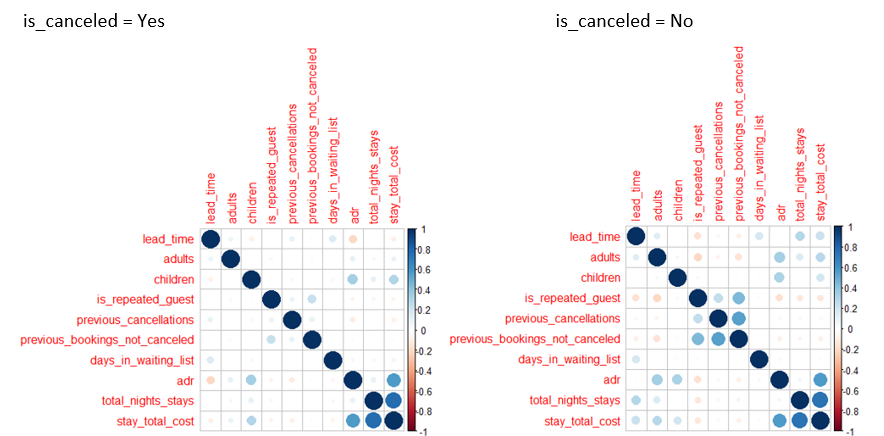 is_canceled = Yes
lead_time
adults
children
is_repeated_guest
previous_cancellations
previous_bookings_not_canceled
days_in_waiting_list
adr
total_nights_stays
stay_total_cost
lead_time
adults
children
is_repeated_guest
previous_cancellations
previous_bookings_not_canceled
days_in_waiting_list
adr
total_nights_stays
stay_total_cost
1
0.8
0.6
0.4
0.2
0
-0.2
-0.4
-0.6
-0.8
-1
is_canceled = No
lead_time
adults
children
is_repeated_guest
previous_cancellations
previous_bookings_not_canceled
days_in_waiting_list
adr
total_nights_stays
stay_total_cost
lead_time
adults
children
is_repeated_guest
previous_cancellations
previous_bookings_not_canceled
days_in_waiting_list
adr
total_nights_stays
stay_total_cost
1
0.8
0.6
0.4
0.2
0
-0.2
-0.4
-0.6
-0.8
-1